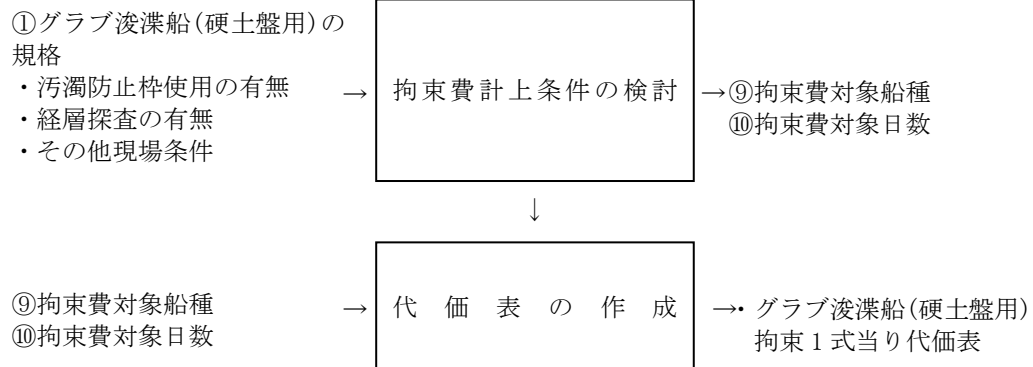 ①グラブ浚渫船(硬土盤用)の
規格
・汚濁防止枠使用の有無
・経層探査の有無
・その他現場条件
→
拘束費計上条件の検討
→⑨拘束費対象船種
⑩拘束費対象日数
↓
⑨拘束費対象船種
⑩拘束費対象日数
→
代価表の作成
→・グラブ浚渫船(硬土盤用)
拘束1式当り代価表